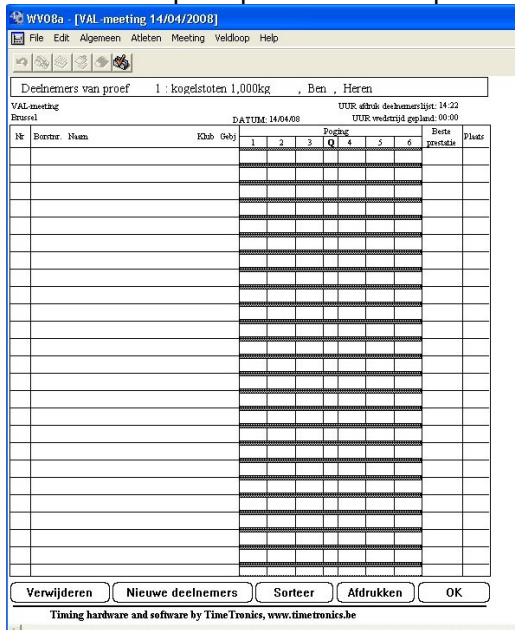 WV08a - [VAL-meeting 14/04/2008]
File Edit Algemeen Atleten Meeting Veldloop Help
Deelnemers van proef 1 : kogelstoten 1,000kg , Ben , Heren
VAL-meeting UUR afdruk deelnemerslijst: 14:22
Brussel DATUM: 14/04/08 UUR wedstrijd gepland: 00:00
Nr Borstnr. Naam Klub Gebj Poging Beste prestatie Plaats
1 2 3 Q 4 5 6
Verwijderen Nieuwe deelnemers Sorteer Afdrukken OK
Timing hardware and software by TimeTronics, www.timetronics.be